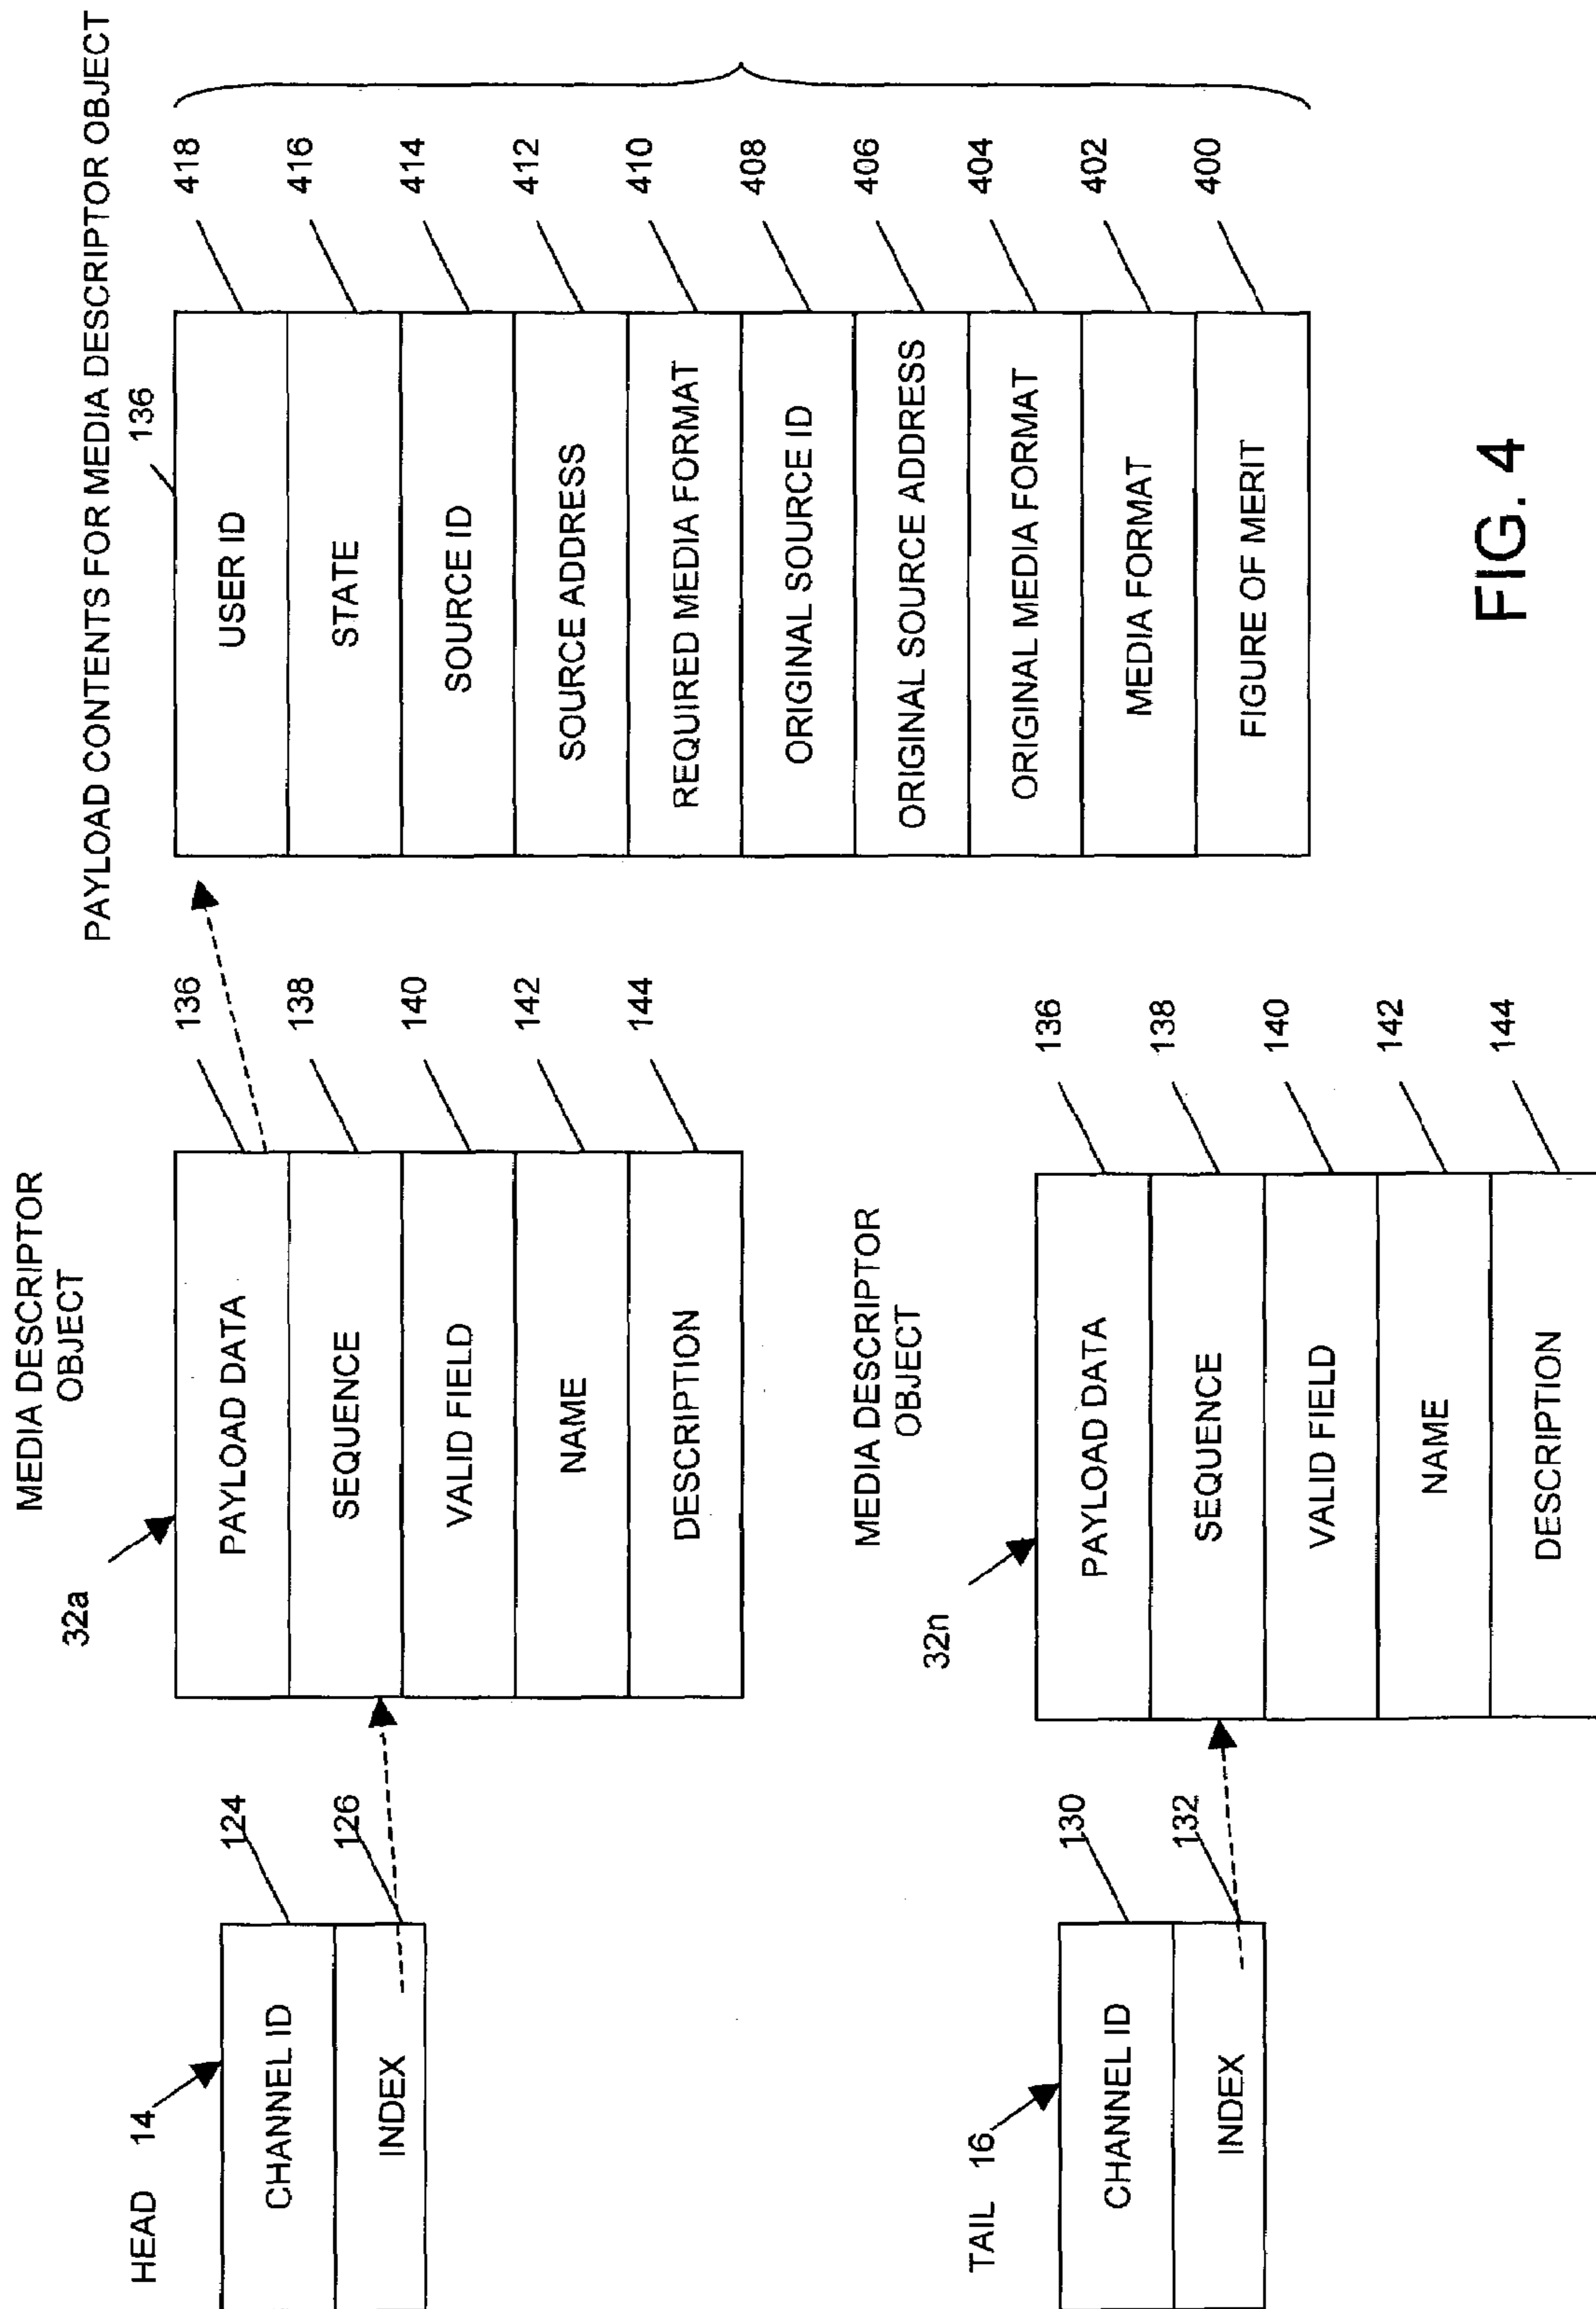 HEAD 14
CHANNEL ID
INDEX
124
126
MEDIA DESCRIPTOR
OBJECT
32a
PAYLOAD DATA
SEQUENCE
VALID FIELD
NAME
DESCRIPTION
136
138
140
142
144
PAYLOAD CONTENTS FOR MEDIA DESCRIPTOR OBJECT
136
USER ID
STATE
SOURCE ID
SOURCE ADDRESS
REQUIRED MEDIA FORMAT
ORIGINAL SOURCE ID
ORIGINAL SOURCE ADDRESS
ORIGINAL MEDIA FORMAT
MEDIA FORMAT
FIGURE OF MERIT
418
416
414
412
410
408
406
404
402
400
TAIL 16
CHANNEL ID
INDEX
130
132
MEDIA DESCRIPTOR
OBJECT
32n
PAYLOAD DATA
SEQUENCE
VALID FIELD
NAME
DESCRIPTION
136
138
140
142
144
FIG. 4